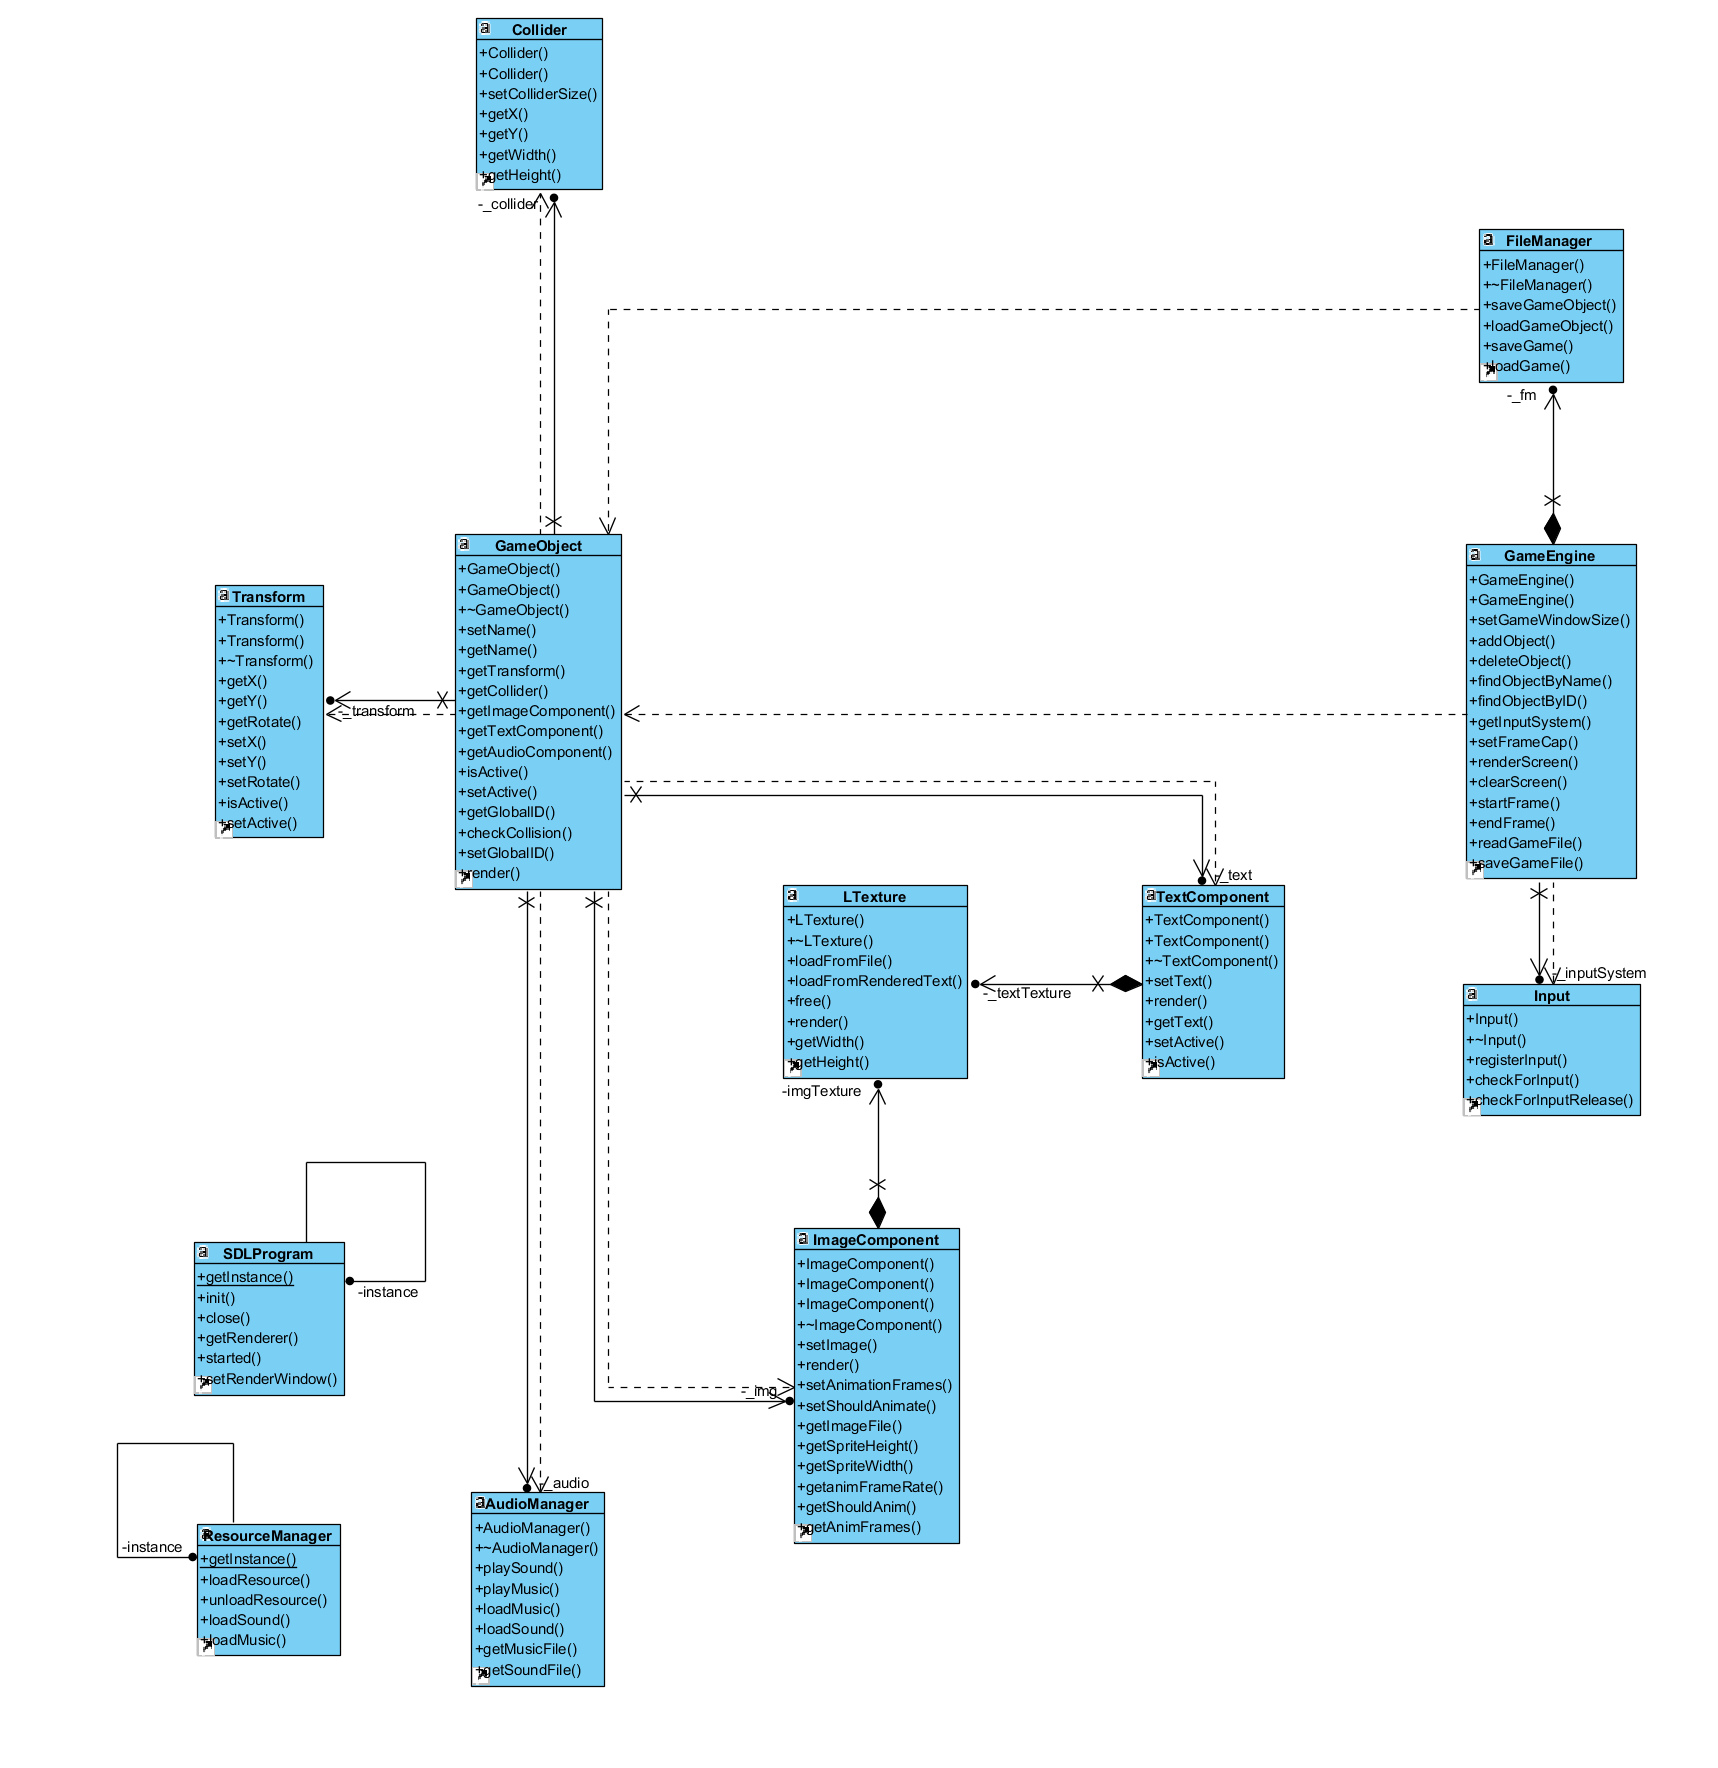 Collider
+Collider()
+Collider()
+setColliderSize()
+getX()
+getY()
+getWidth()
+getHeight()
-_collider
FileManager
+FileManager()
+~FileManager()
+saveGameObject()
+loadGameObject()
+saveGame()
+loadGame()
-_fm
GameObject
+GameObject()
+GameObject()
+~GameObject()
+setName()
+getName()
+getTransform()
+getCollider()
+getImageComponent()
+getTextComponent()
+getAudioComponent()
+isActive()
+setActive()
+getGlobalID()
+checkCollision()
+setGlobalID()
+render()
GameEngine
+GameEngine()
+GameEngine()
+setGameWindowSize()
+addObject()
+deleteObject()
+findObjectByName()
+findObjectByID()
+getInputSystem()
+setFrameCap()
+renderScreen()
+clearScreen()
+startFrame()
+endFrame()
+readGameFile()
+saveGameFile()
Transform
+Transform()
+Transform()
+~Transform()
+getX()
+getY()
+getRotate()
+setX()
+setY()
+setRotate()
+isActive()
+setActive()
-_transform
-_text
LTexture
+LTexture()
+~LTexture()
+loadFromFile()
+loadFromRenderedText()
+free()
+render()
+getWidth()
+getHeight()
-_textTexture
TextComponent
+TextComponent()
+TextComponent()
+~TextComponent()
+setText()
+render()
+getText()
+setActive()
+isActive()
-_inputSystem
Input
+Input()
+~Input()
+registerInput()
+checkForInput()
+checkForInputRelease()
-imgTexture
SDLProgram
+getInstance()
+init()
+close()
+getRenderer()
+started()
+setRenderWindow()
-instance
ImageComponent
+ImageComponent()
+ImageComponent()
+ImageComponent()
+~ImageComponent()
+setImage()
+render()
+setAnimationFrames()
+setShouldAnimate()
+getImageFile()
+getSpriteHeight()
+getSpriteWidth()
+getanimFrameRate()
+getShouldAnim()
+getAnimFrames()
-_img
-_audio
AudioManager
+AudioManager()
+~AudioManager()
+playSound()
+playMusic()
+loadMusic()
+loadSound()
+getMusicFile()
+getSoundFile()
-instance
ResourceManager
+getInstance()
+loadResource()
+unloadResource()
+loadSound()
+loadMusic()